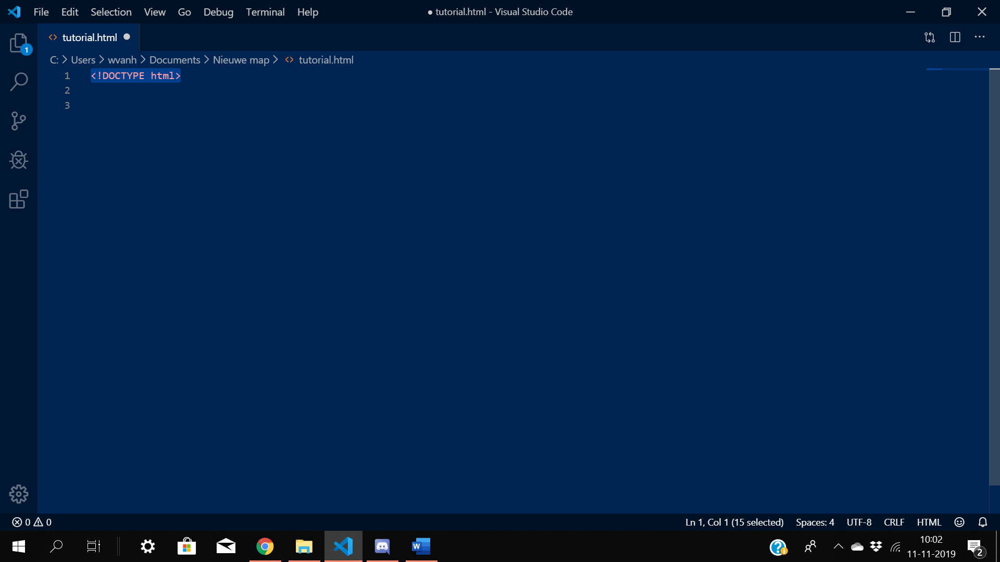 File Edit Selection View Go Debug Terminal Help ● tutorial.html - Visual Studio Code
tutorial.html
1
C: > Users > wvanh > Documents > Nieuwe map > tutorial.html
1 <!DOCTYPE html>
2
3
0 0 Ln 1, Col 1 (15 selected) Spaces: 4 UTF-8 CRLF HTML
W 10:02
11-11-2019 2